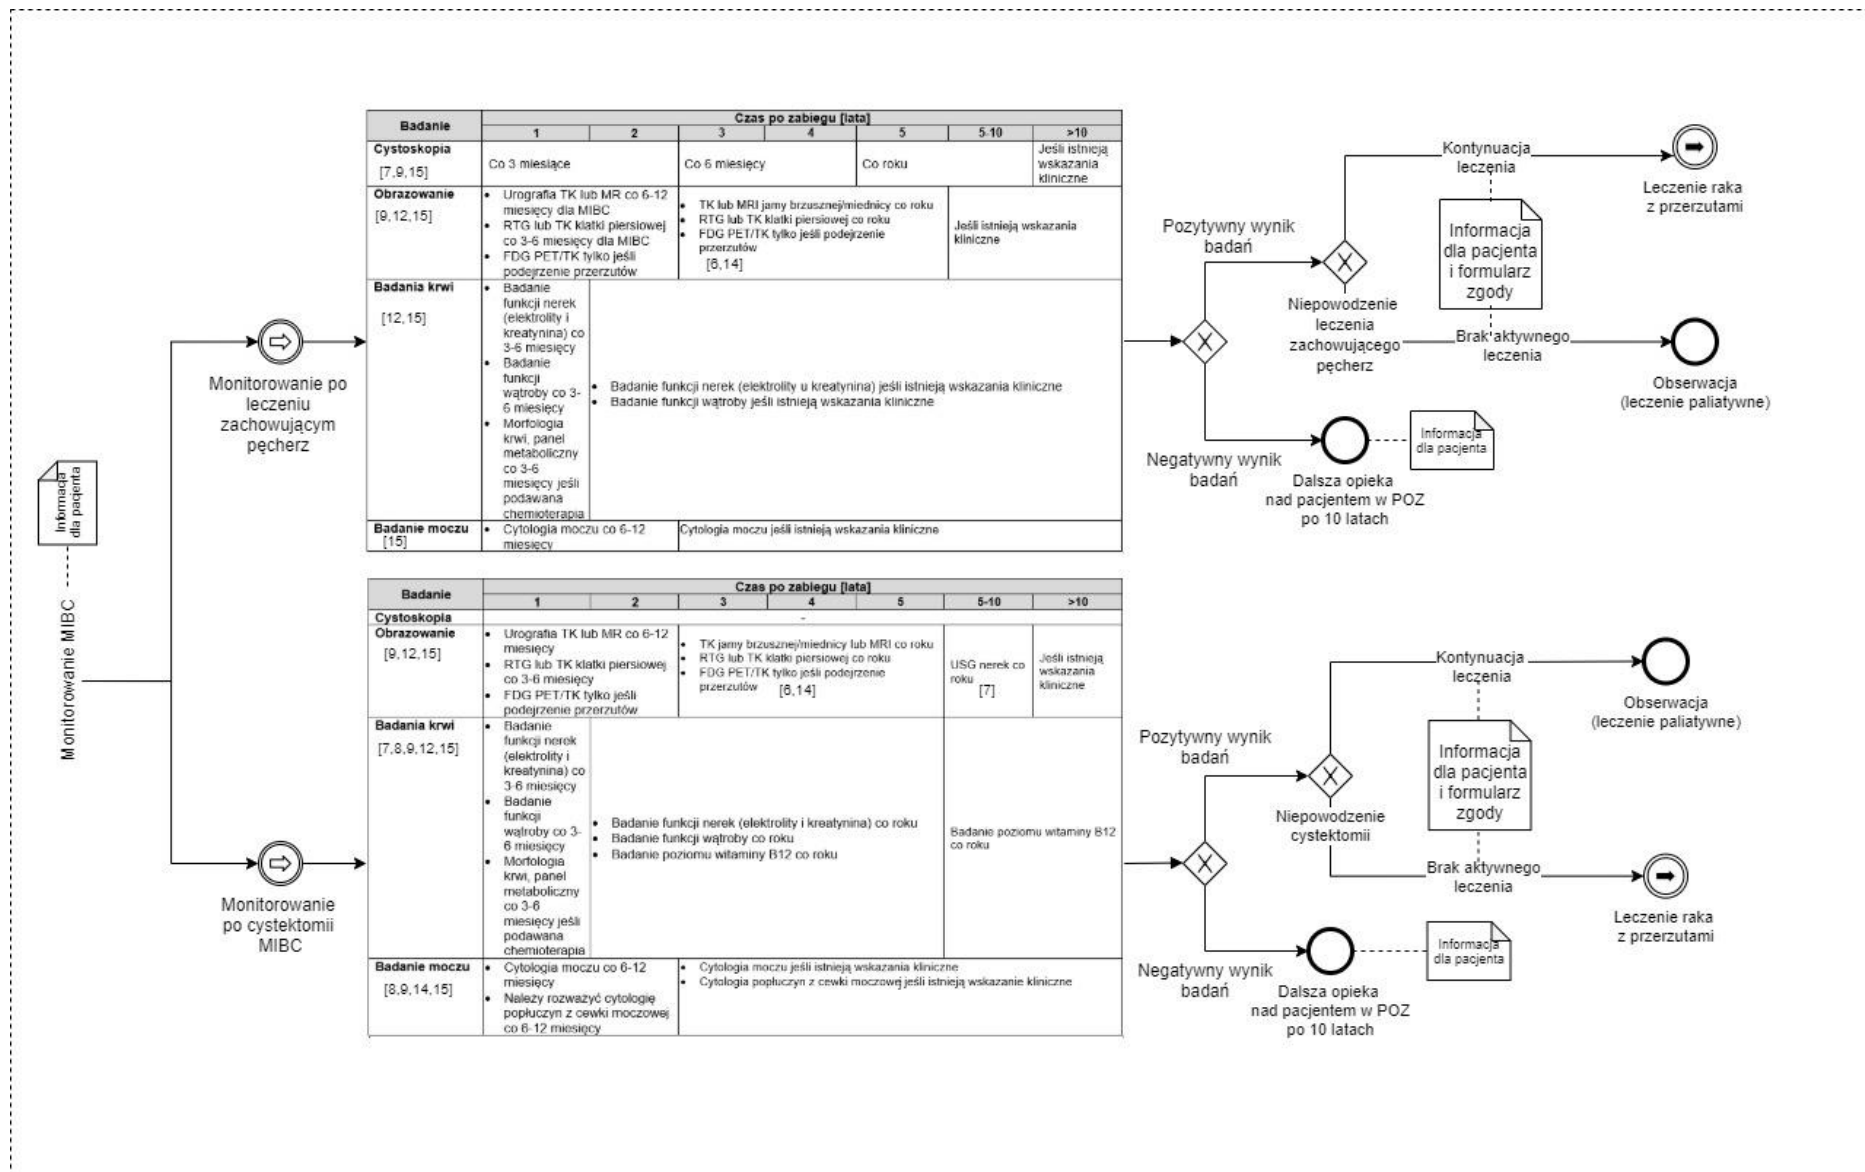 Informacja
dla pacjenta
Monitorowanie MIBC
Monitorowanie po
leczeniu
zachowującym
pęcherz
Badanie
Czas po zabiegu [lata]
1
2
3
4
5
5-10
>10
Cystoskopia
[7,9,15]
Co 3 miesiące
Co 6 miesięcy
Co roku
Jeśli istnieją
wskazania
kliniczne
Obrazowanie
[9,12,15]
• Urografia TK lub MR co 6-12
miesięcy dla MIBC
• RTG lub TK klatki piersiowej
co 3-6 miesięcy dla MIBC
• FDG PET/TK tylko jeśli
podejrzenie przerzutów
• TK lub MRI jamy brzusznej/miednicy co roku
• RTG lub TK klatki piersiowej co roku
• FDG PET/TK tylko jeśli podejrzenie
przerzutów
[6,14]
Jeśli istnieją wskazania
kliniczne
Badania krwi
[12,15]
• Badanie
funkcji nerek
(elektrolity i
kreatynina) co
3-6 miesięcy
• Badanie
funkcji
wątroby co 3-
6 miesięcy
• Morfologia
krwi, panel
metaboliczny
co 3-6
miesięcy jeśli
podawana
chemioterapia
• Badanie funkcji nerek (elektrolity u kreatynina) jeśli istnieją wskazania kliniczne
• Badanie funkcji wątroby jeśli istnieją wskazania kliniczne
Badanie moczu
[15]
• Cytologia moczu co 6-12
miesięcy
Cytologia moczu jeśli istnieją wskazania kliniczne
Pozytywny wynik
badań
Negatywny wynik
badań
Kontynuacja
leczenia
Leczenie raka
z przerzutami
Informacja
dla pacjenta
i formularz
zgody
Niepowodzenie
leczenia
zachowującego
pęcherz
Brak aktywnego
leczenia
Obserwacja
(leczenie paliatywne)
Dalsza opieka
nad pacjentem w POZ
po 10 latach
Informacja
dla pacjenta
Monitorowanie
po cystektomii
MIBC
Badanie
Czas po zabiegu [lata]
1
2
3
4
5
5-10
>10
Cystoskopia
-
Obrazowanie
[9,12,15]
• Urografia TK lub MR co 6-12
miesięcy
• RTG lub TK klatki piersiowej
co 3-6 miesięcy
• FDG PET/TK tylko jeśli
podejrzenie przerzutów
• TK jamy brzusznej/miednicy lub MRI co roku
• RTG lub TK klatki piersiowej co roku
• FDG PET/TK tylko jeśli podejrzenie
przerzutów [6,14]
USG nerek co
roku
[7]
Jeśli istnieją
wskazania
kliniczne
Badania krwi
[7,8,9,12,15]
• Badanie
funkcji nerek
(elektrolity i
kreatynina) co
3-6 miesięcy
• Badanie
funkcji
wątroby co 3-
6 miesięcy
• Morfologia
krwi, panel
metaboliczny
co 3-6
miesięcy jeśli
podawana
chemioterapia
• Badanie funkcji nerek (elektrolity i kreatynina) co roku
• Badanie funkcji wątroby co roku
• Badanie poziomu witaminy B12 co roku
Badanie poziomu witaminy B12
co roku
Badanie moczu
[8,9,14,15]
• Cytologia moczu co 6-12
miesięcy
• Należy rozważyć cytologię
popłuczyn z cewki moczowej
co 6-12 miesięcy
• Cytologia moczu jeśli istnieją wskazania kliniczne
• Cytologia popłuczyn z cewki moczowej jeśli istnieją wskazanie kliniczne
Pozytywny wynik
badań
Negatywny wynik
badań
Kontynuacja
leczenia
Obserwacja
(leczenie paliatywne)
Informacja
dla pacjenta
i formularz
zgody
Niepowodzenie
cystektomii
Brak aktywnego
leczenia
Leczenie raka
z przerzutami
Dalsza opieka
nad pacjentem w POZ
po 10 latach
Informacja
dla pacjenta